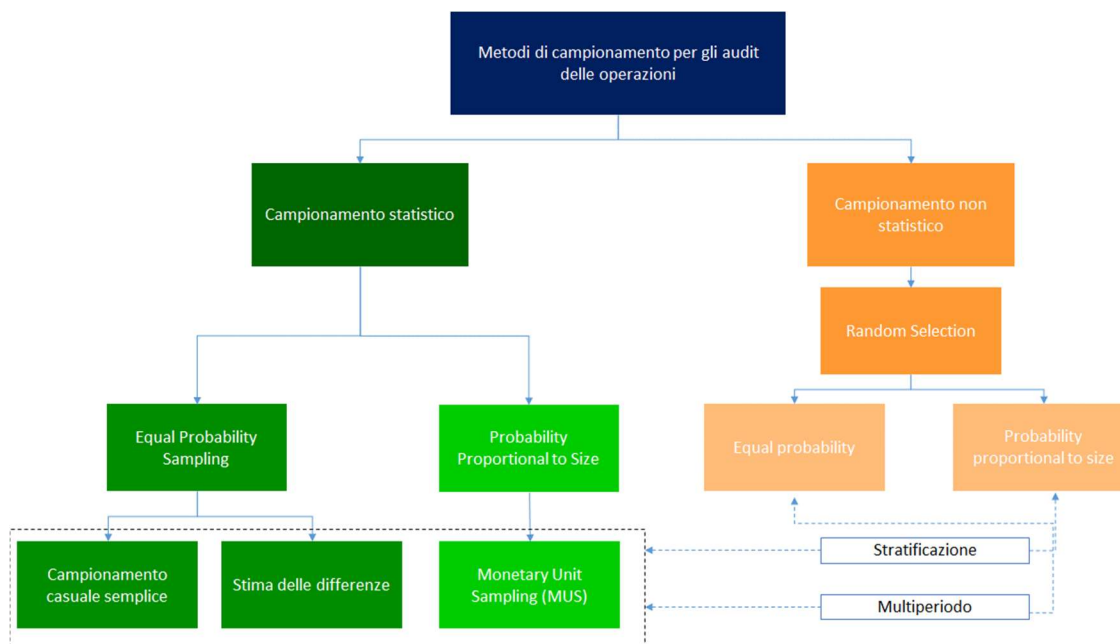 Metodi di campionamento per gli audit
delle operazioni
Campionamento statistico
Campionamento non
statistico
Random Selection
Equal Probability
Sampling
Probability
Proportional to Size
Equal probability
Probability
proportional to size
Campionamento
casuale semplice
Stima delle differenze
Monetary Unit
Sampling (MUS)
Stratificazione
Multiperiodo